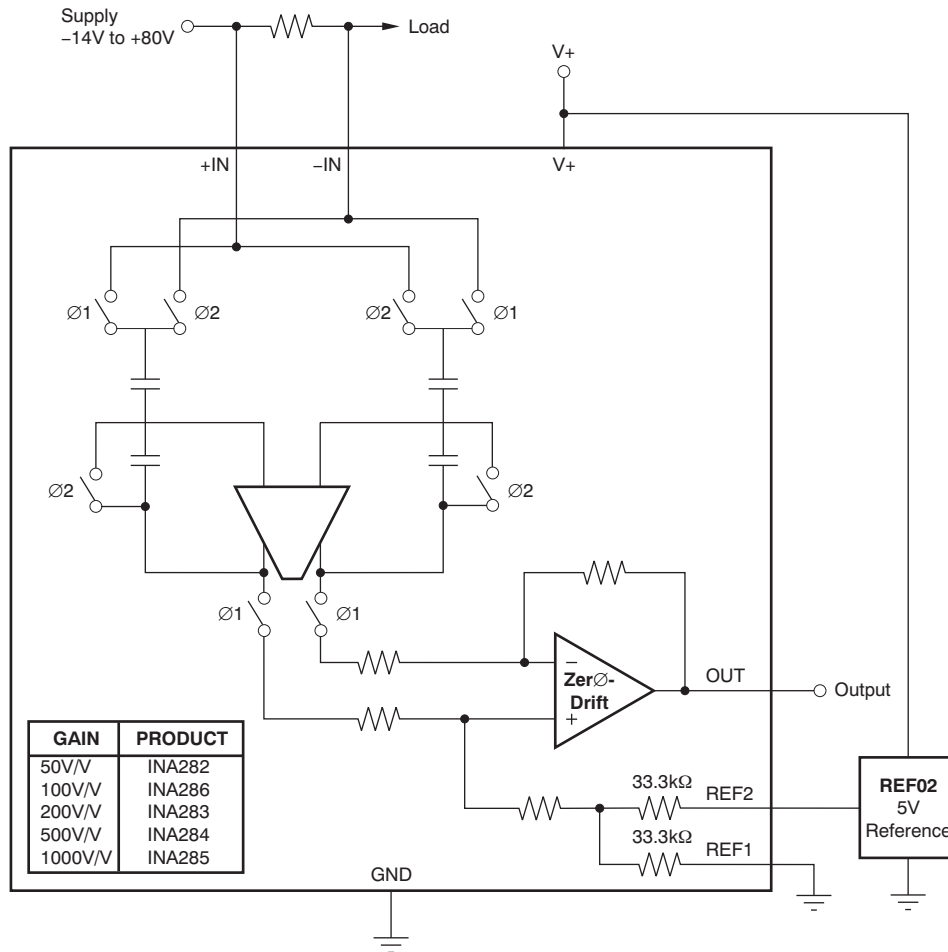 Supply
–14V to +80V
Load
V+
+IN
–IN
V+
Ø1
Ø2
Ø2
Ø1
Ø2
Ø2
Ø1
Ø1
–
ZerØ-
Drift
+
OUT
Output
GAIN PRODUCT
50V/V INA282
100V/V INA286
200V/V INA283
500V/V INA284
1000V/V INA285
33.3kΩ
REF2
33.3kΩ
REF1
REF02
5V
Reference
GND